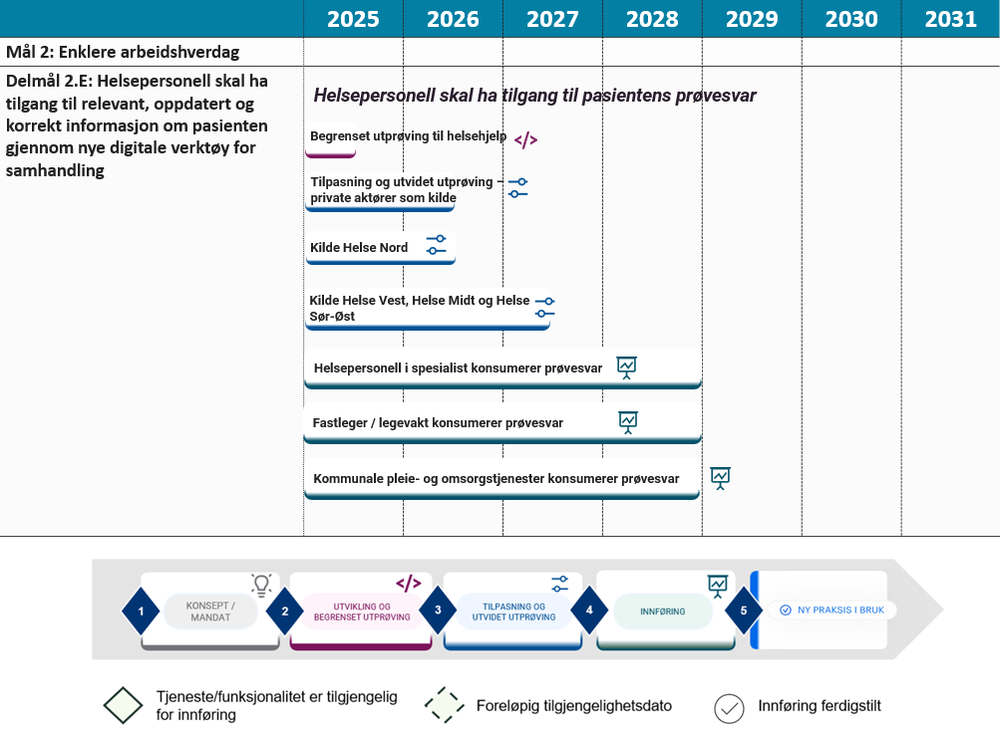 2025 2026 2027 2028 2029 2030 2031
Mål 2: Enklere arbeidshverdag
Delmål 2.E: Helsepersonell skal ha
tilgang til relevant, oppdatert og
korrekt informasjon om pasienten
gjennom nye digitale verktøy for
samhandling
Helsepersonell skal ha tilgang til pasientens prøvesvar
Begrenset utprøving til helsehjelp
</>
Tilpasning og utvidet utprøving –
private aktører som kilde
Kilde Helse Nord
Kilde Helse Vest, Helse Midt og Helse
Sør-Øst
Helsepersonell i spesialist konsumerer prøvesvar
Fastleger / legevakt konsumerer prøvesvar
Kommunale pleie- og omsorgstjenester konsumerer prøvesvar
1
KONSEPT /
MANDAT
2
</>
UTVIKLING OG
BEGRENSET UTPRØVING
3
TILPASNING OG
UTVIDET UTPRØVING
4
INNFØRING
5
NY PRAKSIS I BRUK
Tjeneste/funksjonalitet er tilgjengelig
for innføring
Foreløpig tilgjengelighetsdato
Innføring ferdigstilt